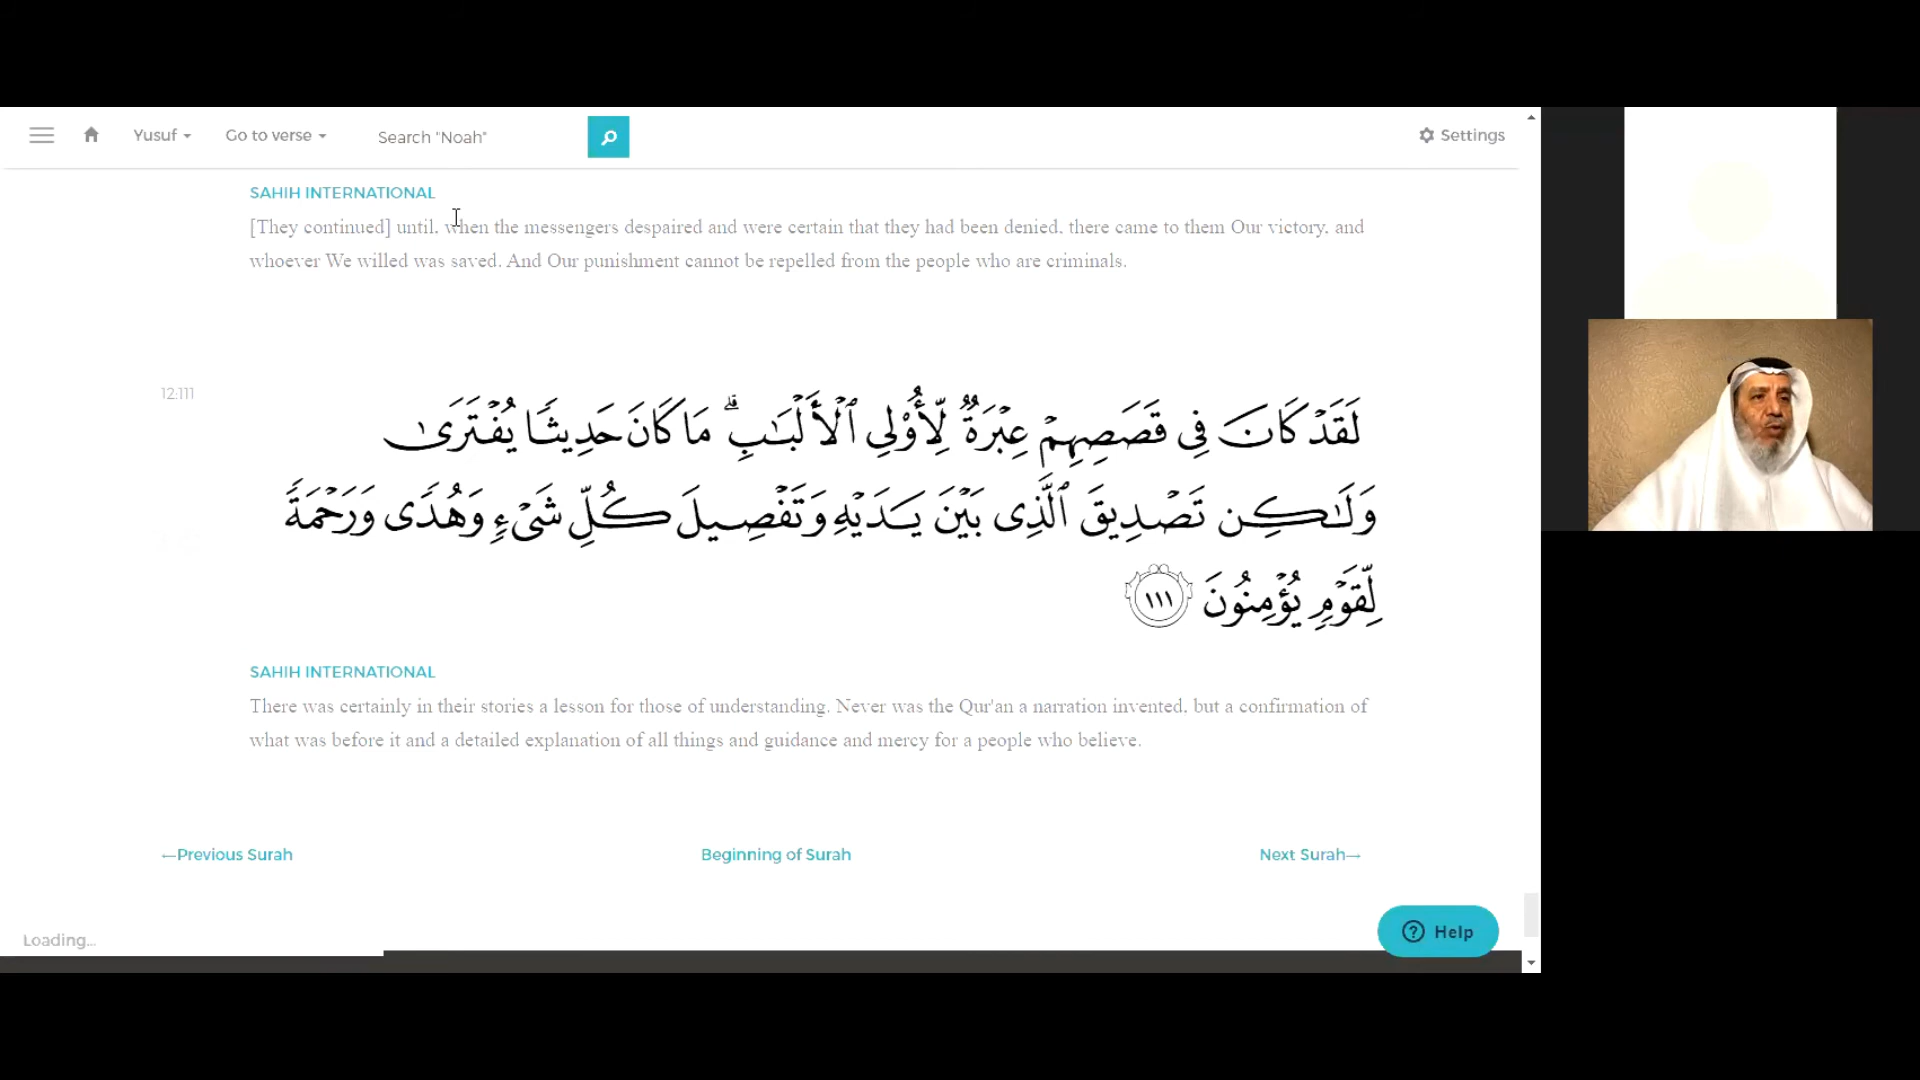 Yusuf
Go to verse
Search "Noah"
Settings
SAHIH INTERNATIONAL
[They continued] until, when the messengers despaired and were certain that they had been denied, there came to them Our victory, and
whoever We willed was saved. And Our punishment cannot be repelled from the people who are criminals.
12:111
لَقَدْ كَانَ فِى قَصَصِهِمْ عِبْرَةٌ لِّأُو۟لِى ٱلْأَلْبَـٰبِ ۗ مَا كَانَ حَدِيثًا يُفْتَرَىٰ
وَلَـٰكِن تَصْدِيقَ ٱلَّذِى بَيْنَ يَدَيْهِ وَتَفْصِيلَ كُلِّ شَىْءٍ وَهُدًى وَرَحْمَةً
لِّقَوْمٍ يُؤْمِنُونَ ١١١
SAHIH INTERNATIONAL
There was certainly in their stories a lesson for those of understanding. Never was the Qur'an a narration invented, but a confirmation of
what was before it and a detailed explanation of all things and guidance and mercy for a people who believe.
←Previous Surah
Beginning of Surah
Next Surah→
Help
Loading...